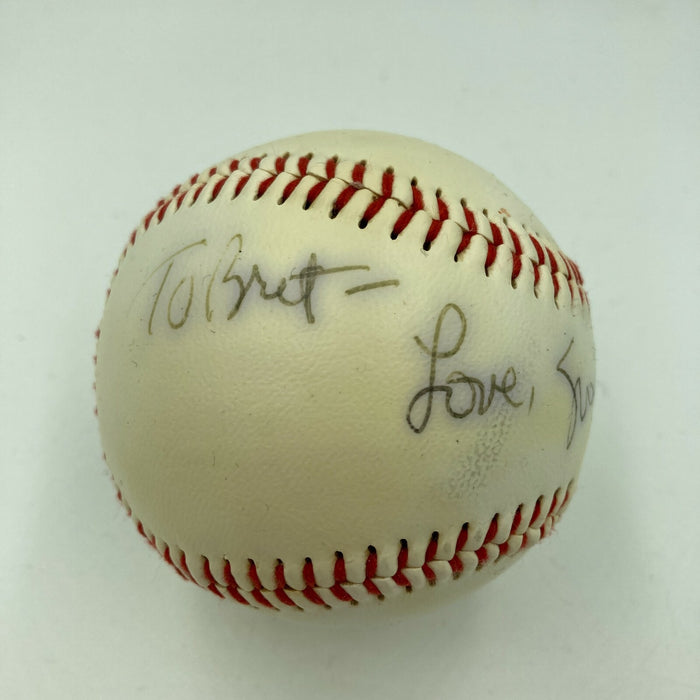 To Bret -
Love,